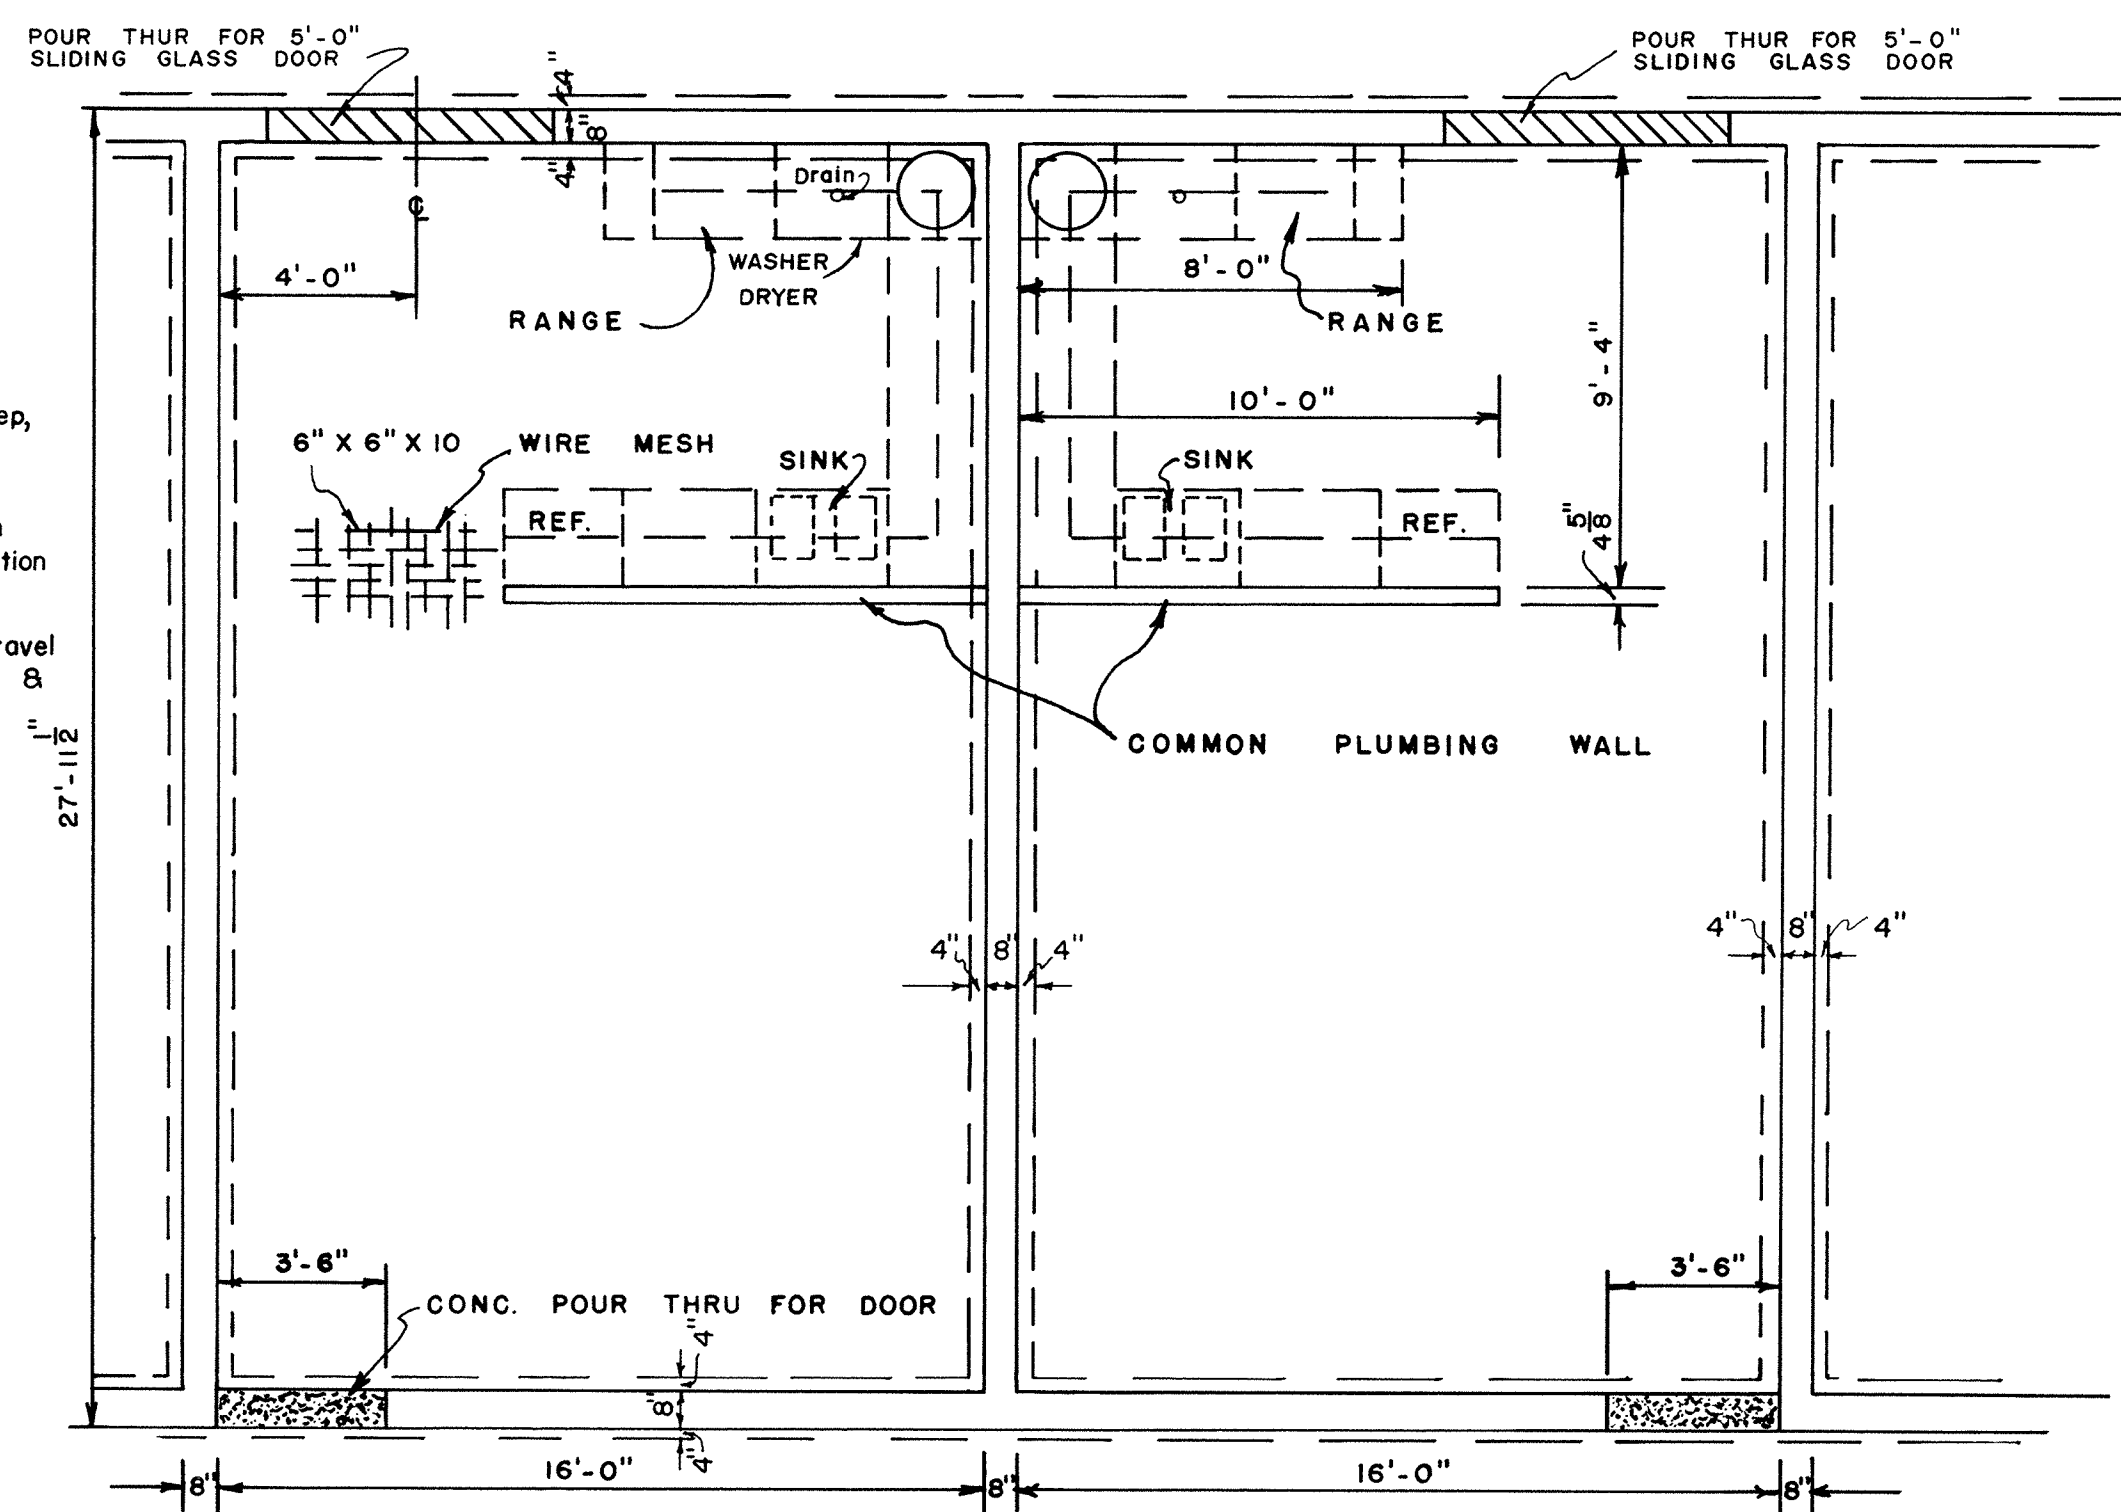 POUR THUR FOR 5'-0"
SLIDING GLASS DOOR
POUR THUR FOR 5'-0"
SLIDING GLASS DOOR
4"
8"
4"
Drain
℄
4'-0"
WASHER
DRYER
RANGE
8'-0"
RANGE
9'-4"
10'-0"
ep,
6" X 6" X 10 WIRE MESH
SINK
SINK
REF.
REF.
4 5/8"
tion
ravel
&
27'-11 1/2"
COMMON PLUMBING WALL
4" 8" 4"
4" 8" 4"
3'-6"
3'-6"
CONC. POUR THRU FOR DOOR
4"
8"
4"
8" 16'-0" 8" 16'-0" 8"